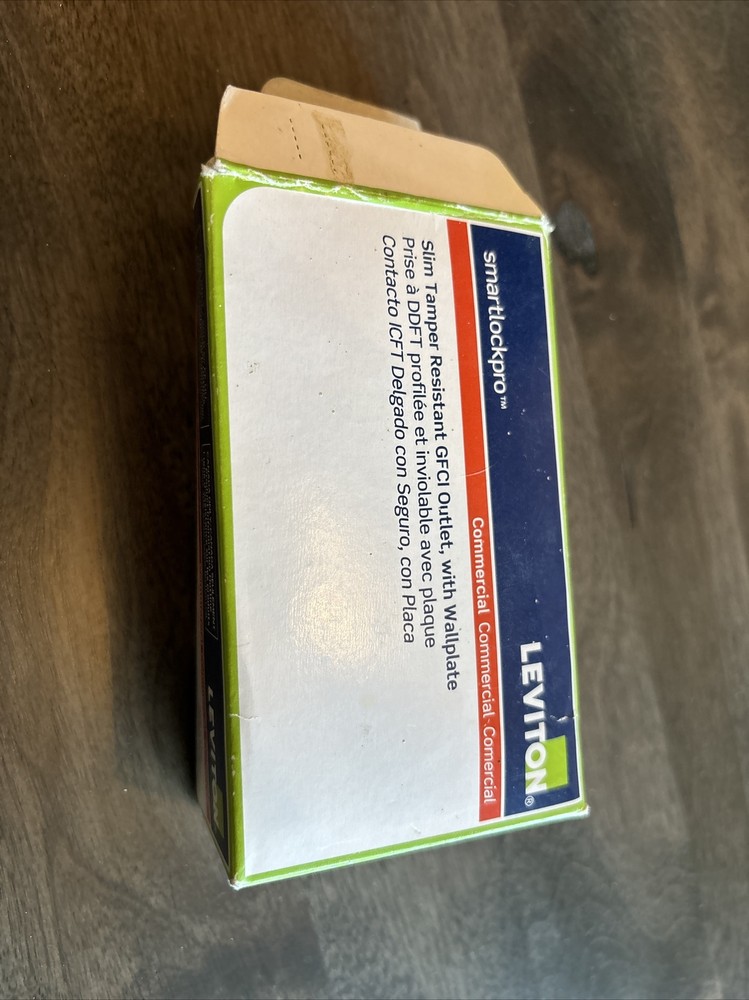 smartlockpro™
LEVITON®
Commercial Commercial Comercial
Slim Tamper Resistant GFCI Outlet, with Wallplate
Prise à DDFT profilée et inviolable avec plaque
Contacto ICFT Delgado con Seguro, con Placa
LEVITON